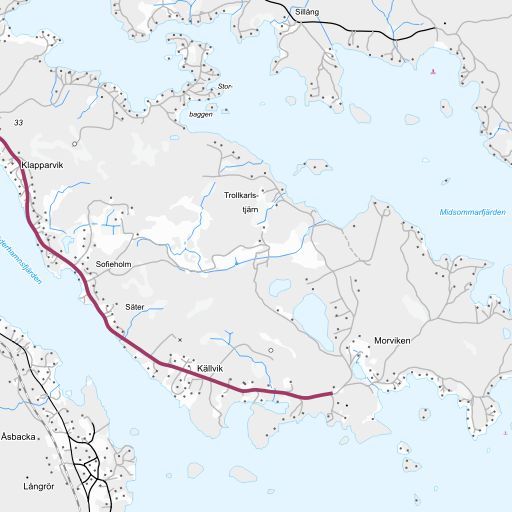 Sillång
Stor-
baggen
33
Klapparvik
Trollkarls-
tjärn
Midsommarfjärden
Sofieholm
Säter
Morviken
Källvik
Åsbacka
Långrör